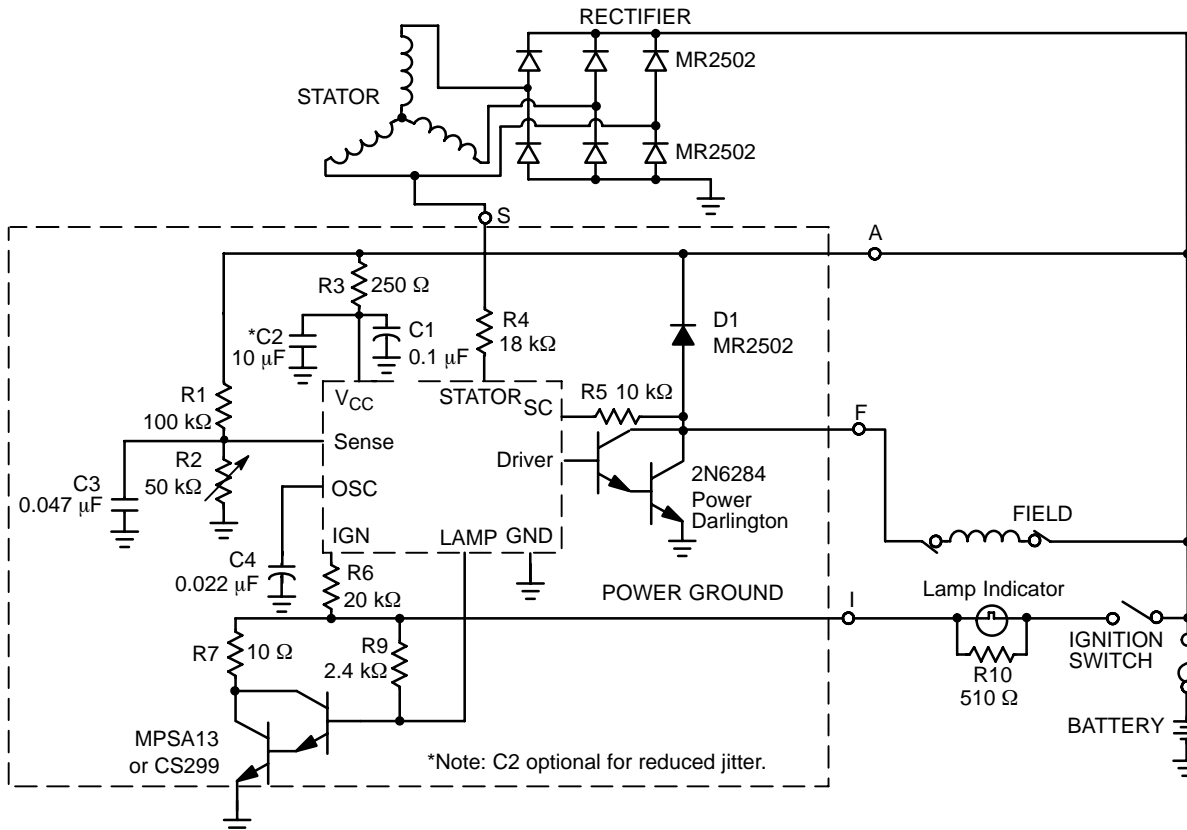 RECTIFIER
MR2502
STATOR
MR2502
S
A
R3
250 Ω
*C2
10 μF
C1
0.1 μF
R4
18 kΩ
D1
MR2502
R1
100 kΩ
VCC
STATOR
SC
R5 10 kΩ
F
Sense
Driver
R2
50 kΩ
C3
0.047 μF
OSC
2N6284
Power
Darlington
FIELD
IGN
LAMP
GND
C4
0.022 μF
R6
20 kΩ
POWER GROUND
I
Lamp Indicator
R7
10 Ω
R9
2.4 kΩ
R10
510 Ω
IGNITION
SWITCH
BATTERY
MPSA13
or CS299
*Note: C2 optional for reduced jitter.